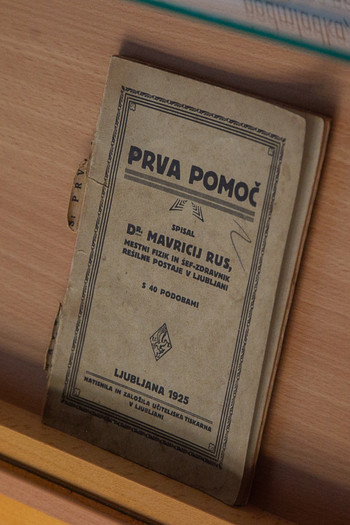 PRVA POMOČ
SPISAL
DR. MAVRICIJ RUS,
MESTNI FIZIK IN ŠEF-ZDRAVNIK
REŠILNE POSTAJE V LJUBLJANI
S 40 PODOBAMI
LJUBLJANA 1925
NATISNILA IN ZALOŽILA UČITELJSKA TISKARNA
V LJUBLJANI
S: PRV